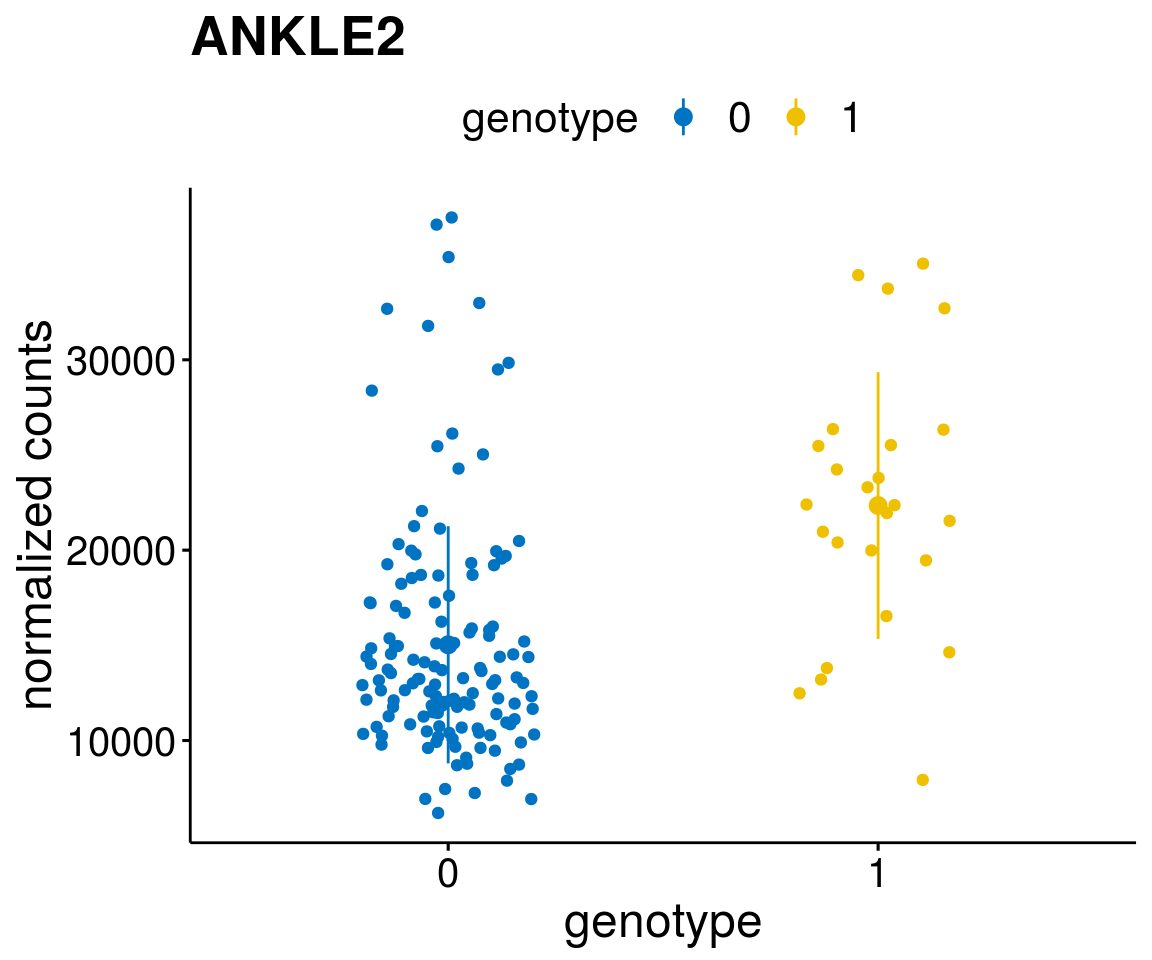 ANKLE2
genotype 0 1
normalized counts
30000
20000
10000
0 1
genotype